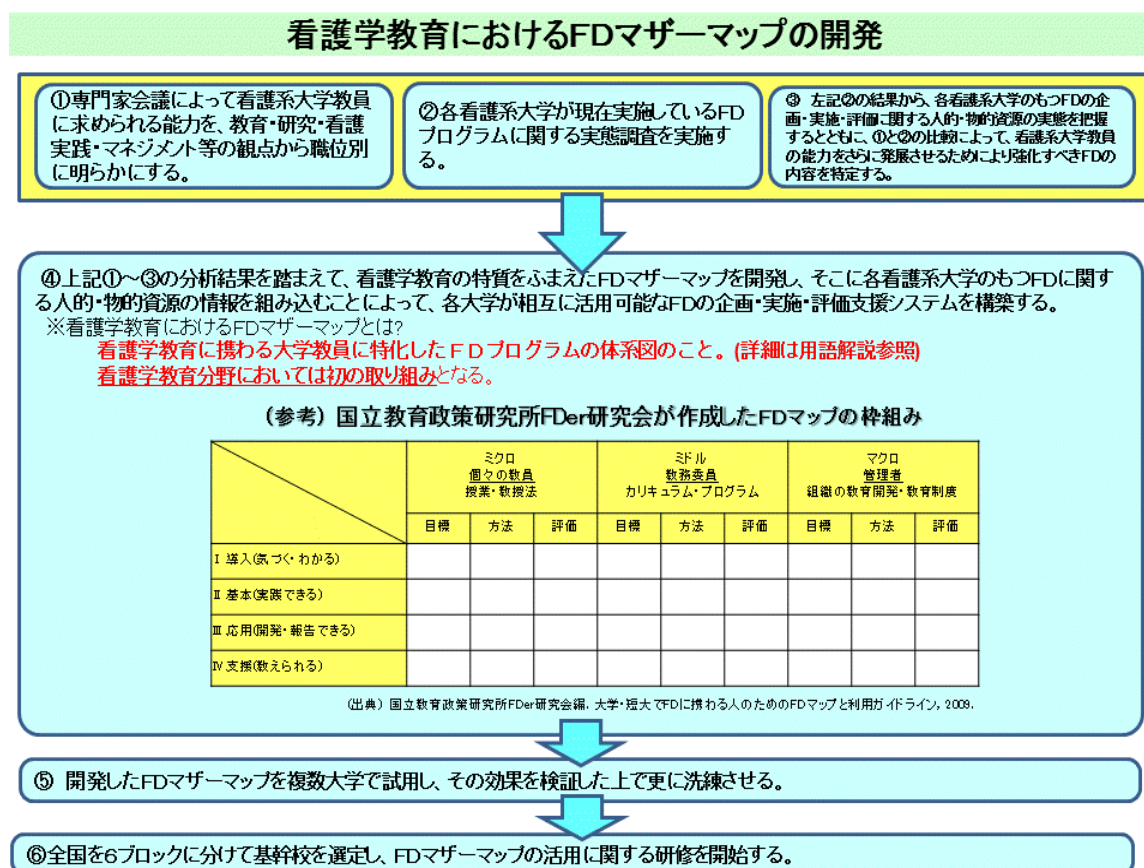 看護学教育におけるFDマザーマップの開発
①専門家会議によって看護系大学教員
に求められる能力を、教育・研究・看護
実践・マネジメント等の観点から職位別
に明らかにする。
②各看護系大学が現在実施しているFD
プログラムに関する実態調査を実施す
る。
③ 左記②の結果から、各看護系大学のもつFDの企
画・実施・評価に関する人的・物的資源の実態を把握
するとともに、①と②の比較によって、看護系大学教員
の能力をさらに発展させるためにより強化すべきFDの
内容を特定する。
④上記①～③の分析結果を踏まえて、看護学教育の特質をふまえたFDマザーマップを開発し、そこに各看護系大学のもつFDに関す
る人的・物的資源の情報を組み込むことによって、各大学が相互に活用可能なFDの企画・実施・評価支援システムを構築する。
※看護学教育におけるFDマザーマップとは?
看護学教育に携わる大学教員に特化したＦＤプログラムの体系図のこと。(詳細は用語解説参照)
看護学教育分野においては初の取り組みとなる。
(参考) 国立教育政策研究所FDer研究会が作成したFDマップの枠組み
ミクロ
個々の教員
授業・教授法
ミドル
教務委員
カリキュラム・プログラム
マクロ
管理者
組織の教育開発・教育制度
目標 方法 評価 目標 方法 評価 目標 方法 評価
Ⅰ 導入(気づく・わかる)
Ⅱ 基本(実践できる)
Ⅲ 応用(開発・報告できる)
Ⅳ 支援(教えられる)
(出典) 国立教育政策研究所FDer研究会編. 大学・短大でFDに携わる人のためのFDマップと利用ガイドライン, 2009.
⑤ 開発したFDマザーマップを複数大学で試用し、その効果を検証した上で更に洗練させる。
⑥全国を6ブロックに分けて基幹校を選定し、FDマザーマップの活用に関する研修を開始する。